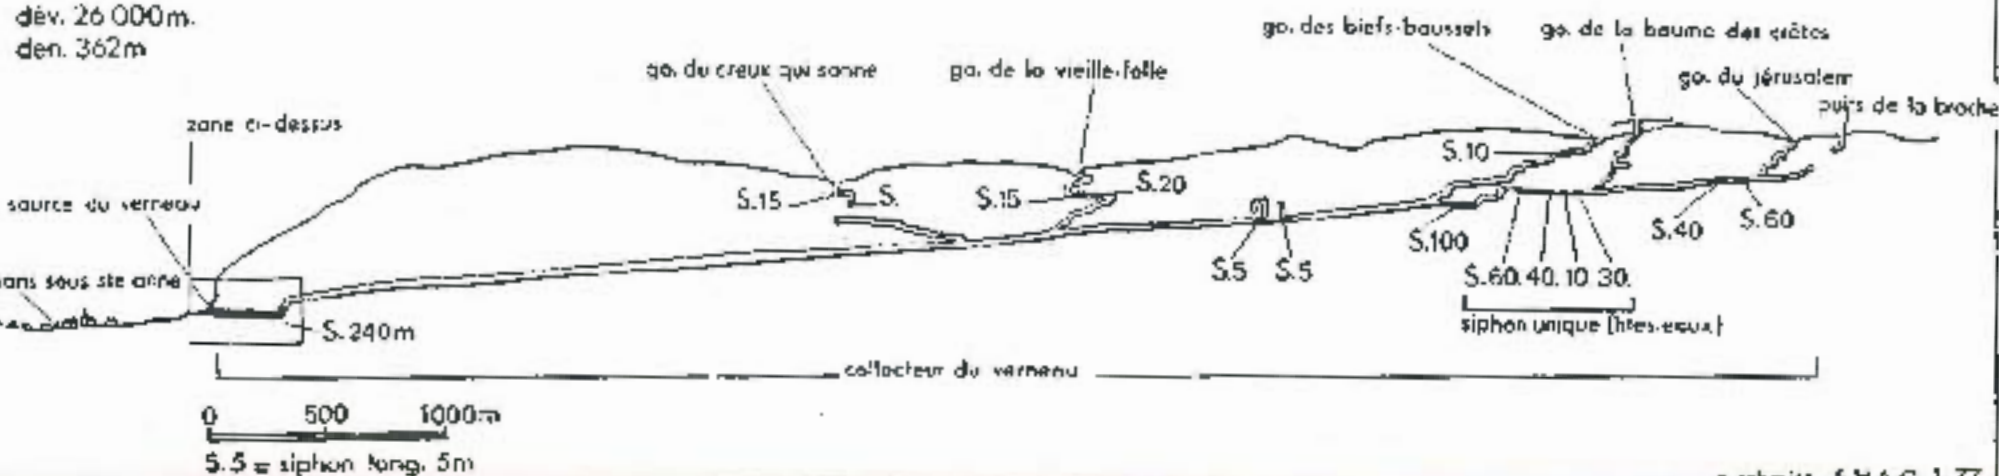 dév. 26 000m.
den. 362m
go. des biefs-boussets
go. de la baume des crêtes
go. du creux qui sonne
go. de la vieille-folle
go. du jérusalem
puits de la broche
zone ci-dessus
S.10
S.15
S.
S.15
S.20
source du verneau
S.100
S.40
S.60
S.5
S.5
S.60. 40. 10 30.
sous ste anne
S.240m
siphon unique (htes-eaux)
collecteur du verneau
0 500 1000m
S.5 = siphon long. 5m